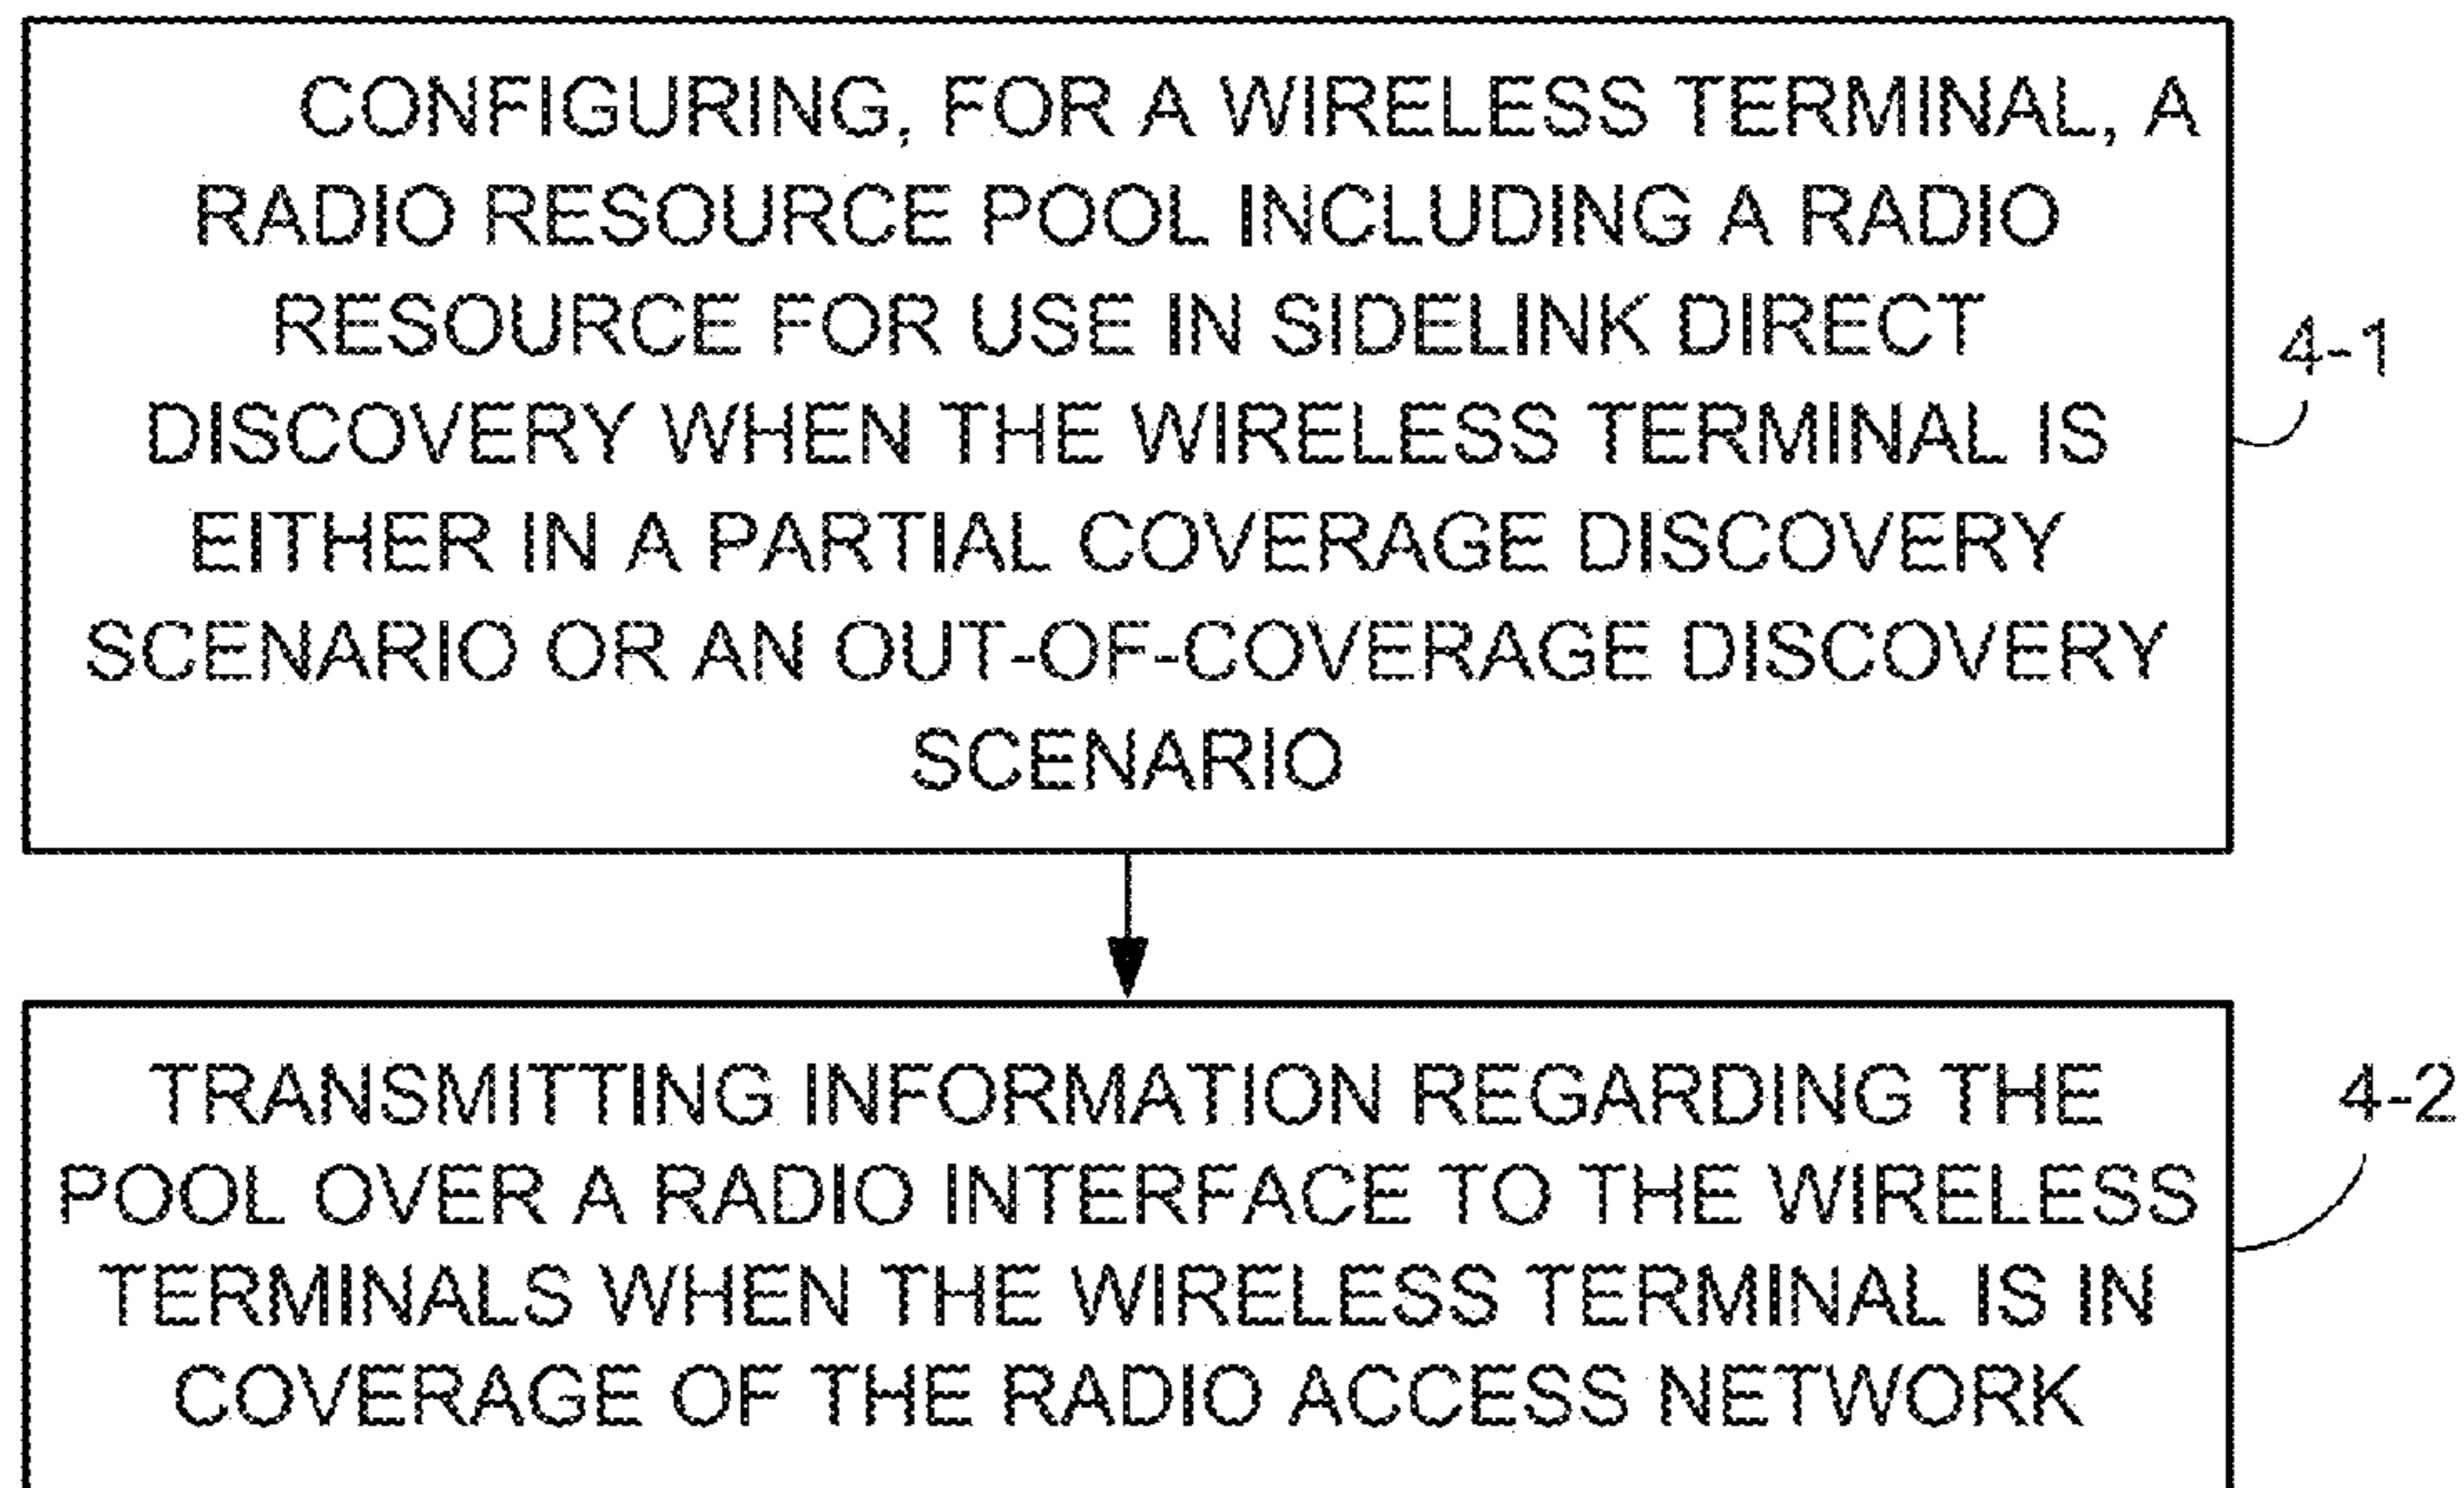 CONFIGURING, FOR A WIRELESS TERMINAL, A
RADIO RESOURCE POOL INCLUDING A RADIO
RESOURCE FOR USE IN SIDELINK DIRECT
DISCOVERY WHEN THE WIRELESS TERMINAL IS
EITHER IN A PARTIAL COVERAGE DISCOVERY
SCENARIO OR AN OUT-OF-COVERAGE DISCOVERY
SCENARIO
4-1
TRANSMITTING INFORMATION REGARDING THE
POOL OVER A RADIO INTERFACE TO THE WIRELESS
TERMINALS WHEN THE WIRELESS TERMINAL IS IN
COVERAGE OF THE RADIO ACCESS NETWORK
4-2